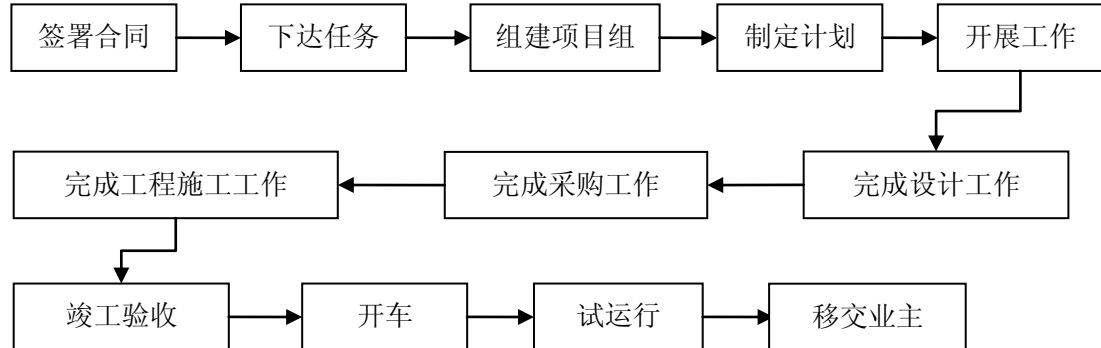 签署合同
下达任务
组建项目组
制定计划
开展工作
完成设计工作
完成采购工作
完成工程施工工作
竣工验收
开车
试运行
移交业主